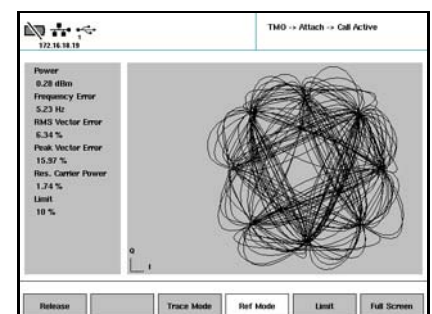 TMO -> Attach -> Call Active
1
172.16.18.19
Power
0.28 dBm
Frequency Error
5.23 Hz
RMS Vector Error
6.34 %
Peak Vector Error
15.97 %
Res. Carrier Power
1.74 %
Limit
10 %
Q
I
Release
Trace Mode
Ref Mode
Limit
Full Screen